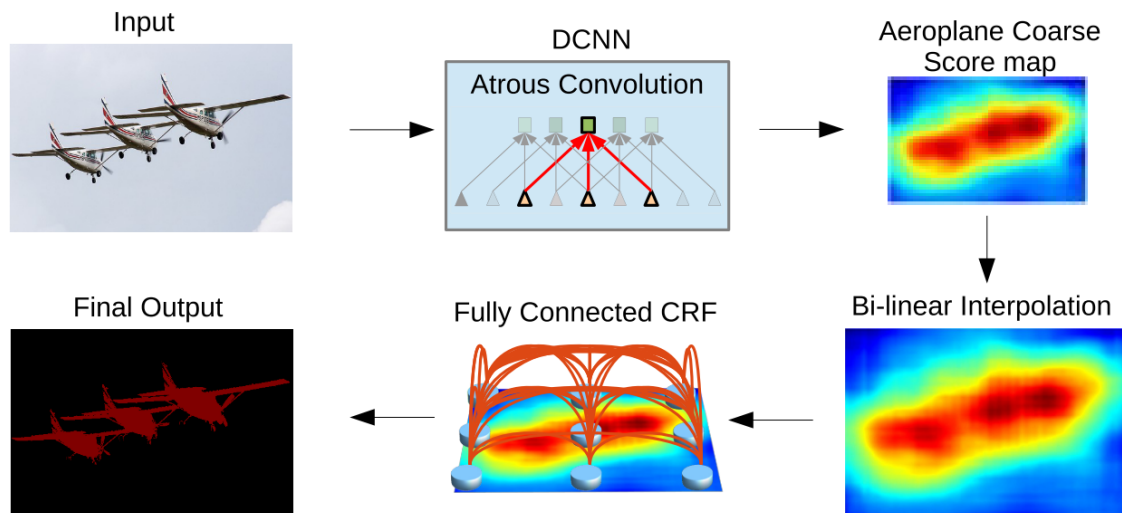 Input
DCNN
Atrous Convolution
Aeroplane Coarse
Score map
Final Output
Fully Connected CRF
Bi-linear Interpolation